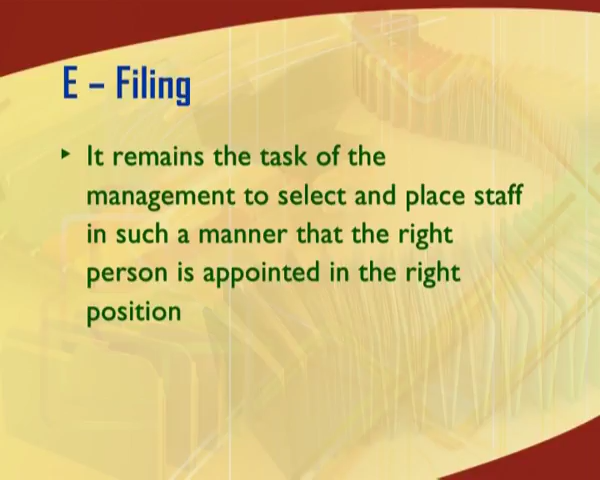 E – Filing
It remains the task of the
management to select and place staff
in such a manner that the right
person is appointed in the right
position